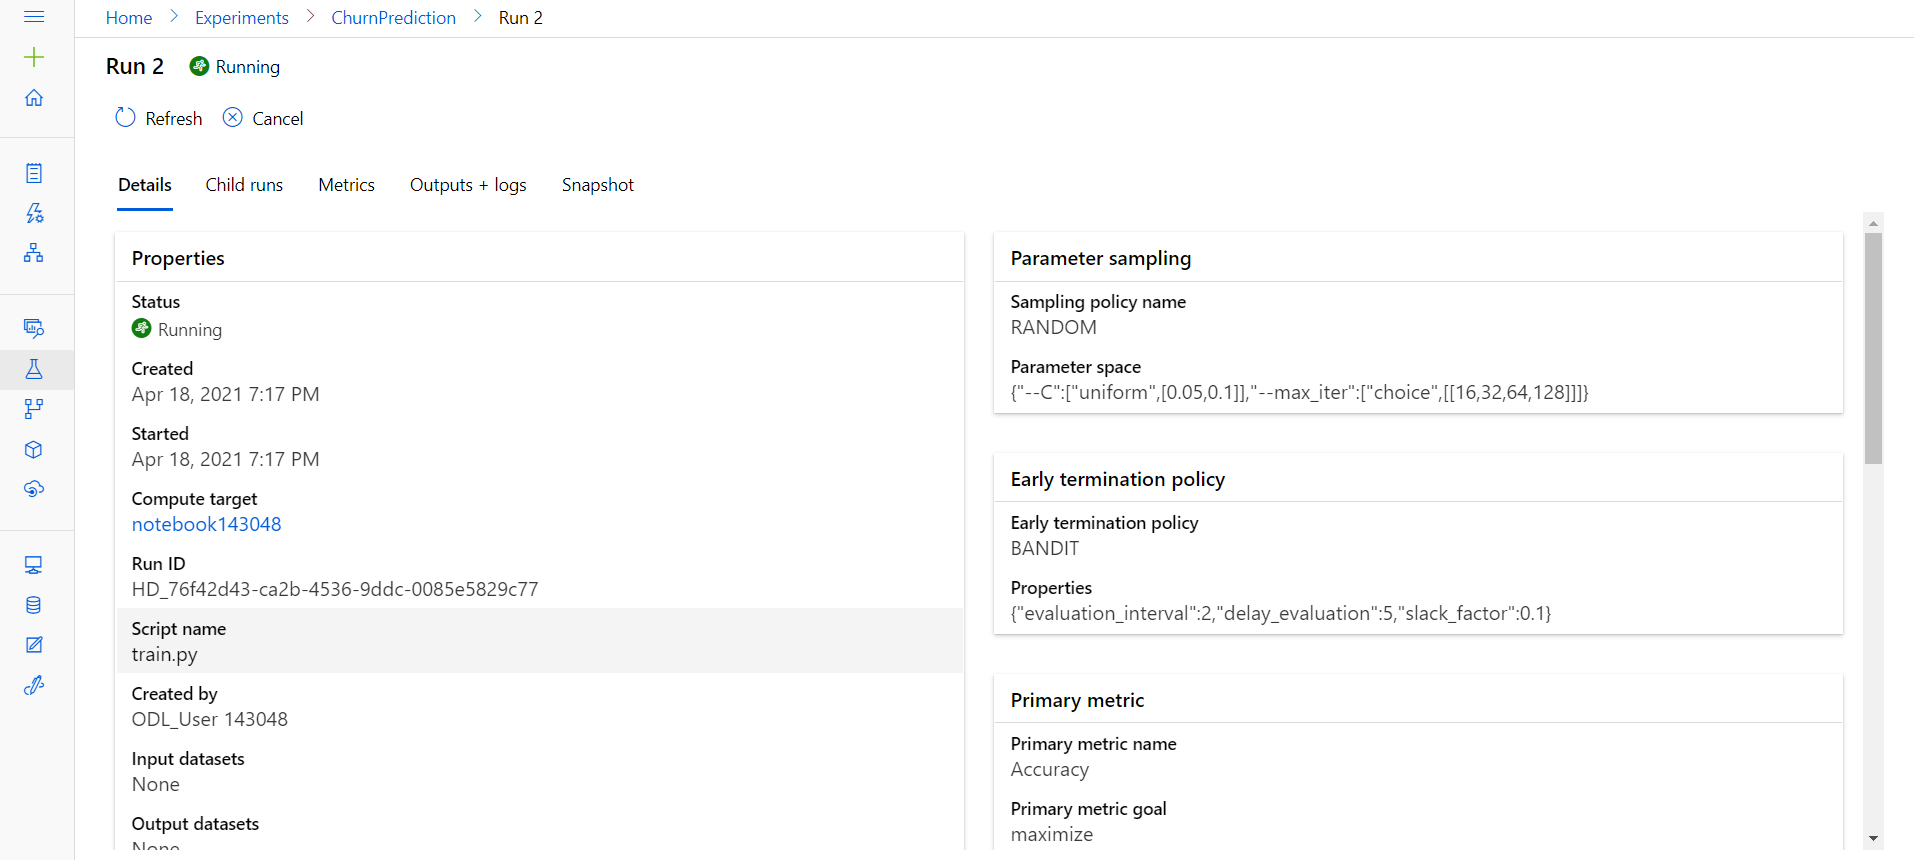 Home > Experiments > ChurnPrediction > Run 2
Run 2 Running
Refresh Cancel
Details Child runs Metrics Outputs + logs Snapshot
Properties
Status
Running
Created
Apr 18, 2021 7:17 PM
Started
Apr 18, 2021 7:17 PM
Compute target
notebook143048
Run ID
HD_76f42d43-ca2b-4536-9ddc-0085e5829c77
Script name
train.py
Created by
ODL_User 143048
Input datasets
None
Output datasets
None
Parameter sampling
Sampling policy name
RANDOM
Parameter space
{"--C":["uniform",[0.05,0.1]],"--max_iter":["choice",[[16,32,64,128]]]}
Early termination policy
Early termination policy
BANDIT
Properties
{"evaluation_interval":2,"delay_evaluation":5,"slack_factor":0.1}
Primary metric
Primary metric name
Accuracy
Primary metric goal
maximize